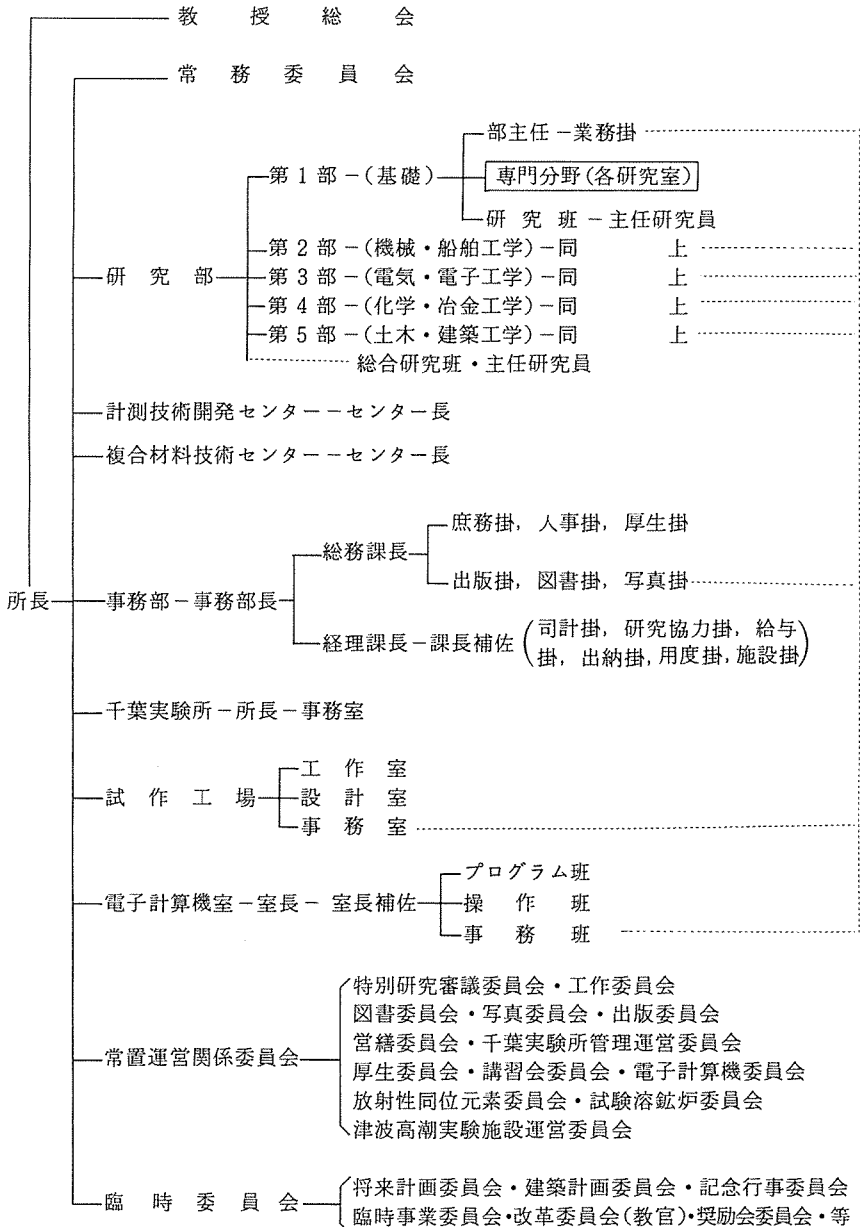 教授総会
常務委員会
部主任－業務掛
第1部－(基礎)
専門分野(各研究室)
研究班－主任研究員
第2部－(機械・船舶工学)－同上
研究部
第3部－(電気・電子工学)－同上
第4部－(化学・冶金工学)－同上
第5部－(土木・建築工学)－同上
総合研究班・主任研究員
計測技術開発センター－センター長
複合材料技術センター－センター長
庶務掛，人事掛，厚生掛
総務課長
出版掛，図書掛，写真掛
所長
事務部－事務部長
経理課長－課長補佐
(司計掛，研究協力掛，給与
掛，出納掛，用度掛，施設掛)
千葉実験所－所長－事務室
工作室
試作工場
設計室
事務室
プログラム班
電子計算機室－室長－室長補佐
操作班
事務班
特別研究審議委員会・工作委員会
図書委員会・写真委員会・出版委員会
営繕委員会・千葉実験所管理運営委員会
常置運営関係委員会
厚生委員会・講習会委員会・電子計算機委員会
放射性同位元素委員会・試験溶鉱炉委員会
津波高潮実験施設運営委員会
臨時委員会
将来計画委員会・建築計画委員会・記念行事委員会
臨時事業委員会・改革委員会(教官)・奨励会委員会・等